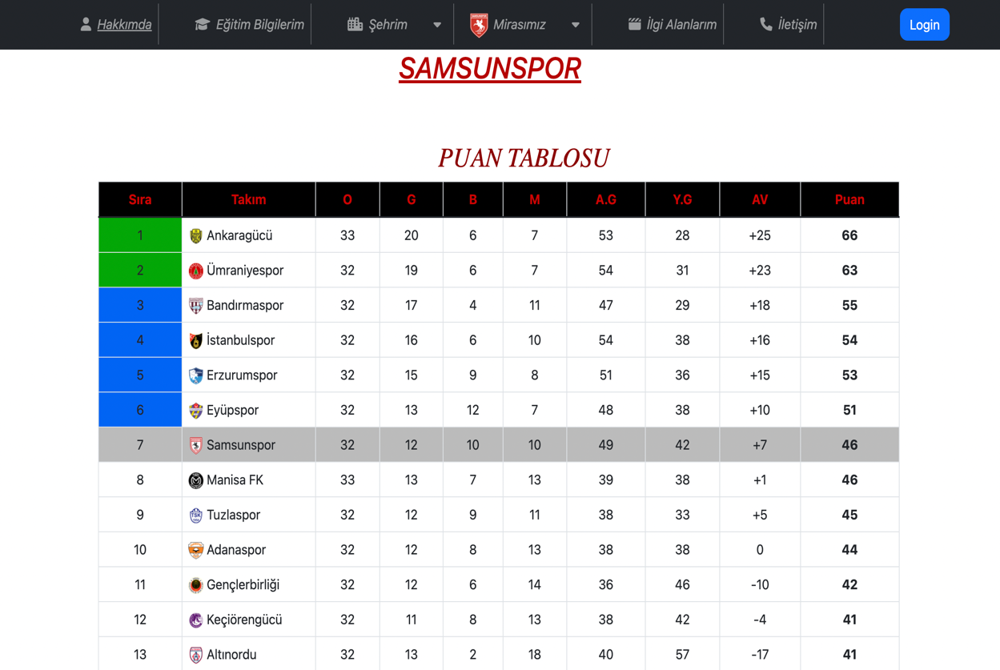 Hakkımda Eğitim Bilgilerim Şehrim Mirasımız İlgi Alanlarım İletişim Login
SAMSUNSPOR
PUAN TABLOSU
Sıra Takım O G B M A.G Y.G AV Puan
1 Ankaragücü 33 20 6 7 53 28 +25 66
2 Ümraniyespor 32 19 6 7 54 31 +23 63
3 Bandırmaspor 32 17 4 11 47 29 +18 55
4 İstanbulspor 32 16 6 10 54 38 +16 54
5 Erzurumspor 32 15 9 8 51 36 +15 53
6 Eyüpspor 32 13 12 7 48 38 +10 51
7 Samsunspor 32 12 10 10 49 42 +7 46
8 Manisa FK 33 13 7 13 39 38 +1 46
9 Tuzlaspor 32 12 9 11 38 33 +5 45
10 Adanaspor 32 12 8 13 38 38 0 44
11 Gençlerbirliği 32 12 6 14 36 46 -10 42
12 Keçiörengücü 32 11 8 13 38 42 -4 41
13 Altınordu 32 13 2 18 40 57 -17 41